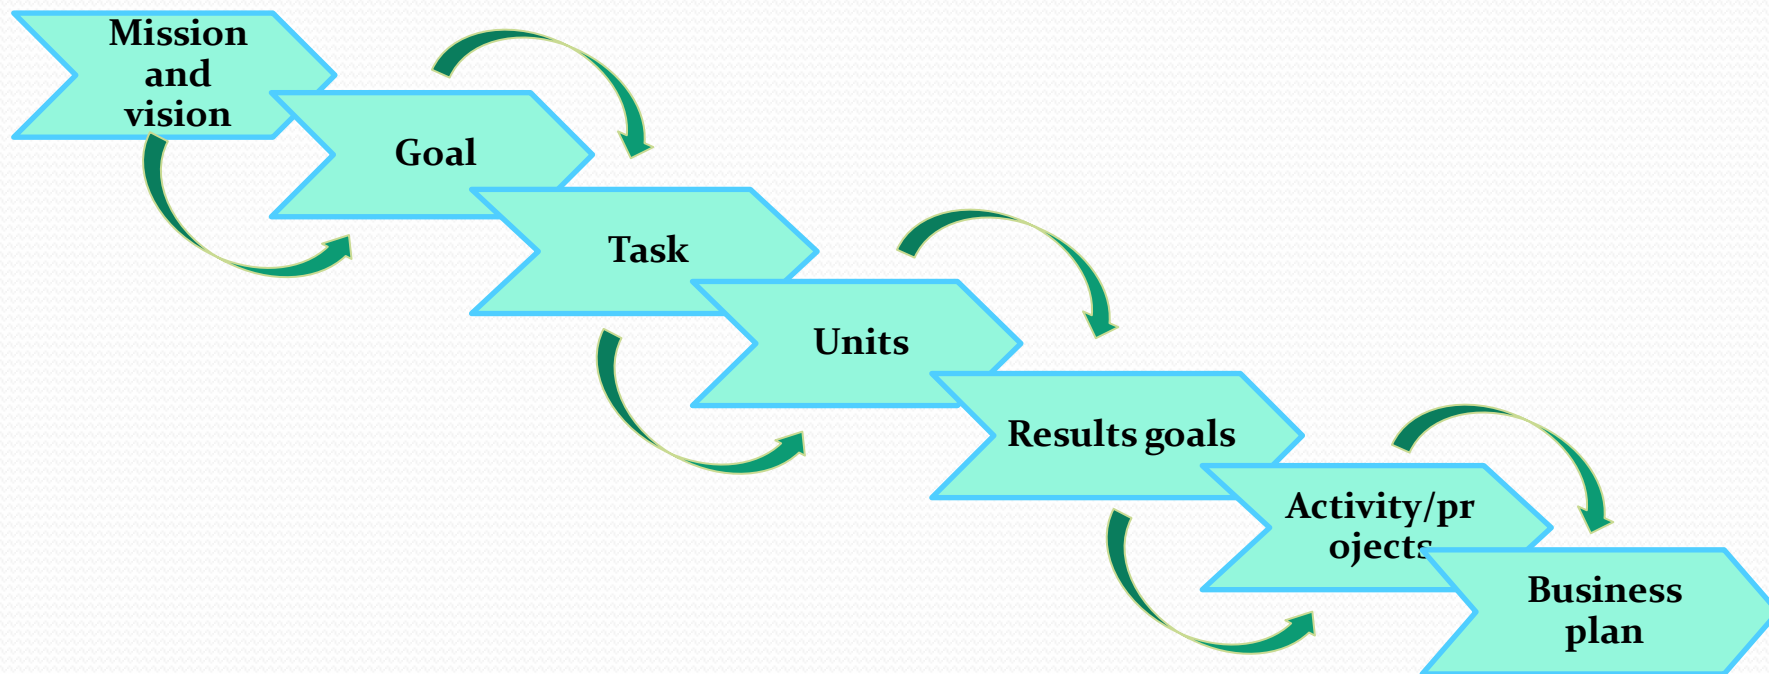 Mission
and
vision
Goal
Task
Units
Results goals
Activity/pr
ojects
Business
plan